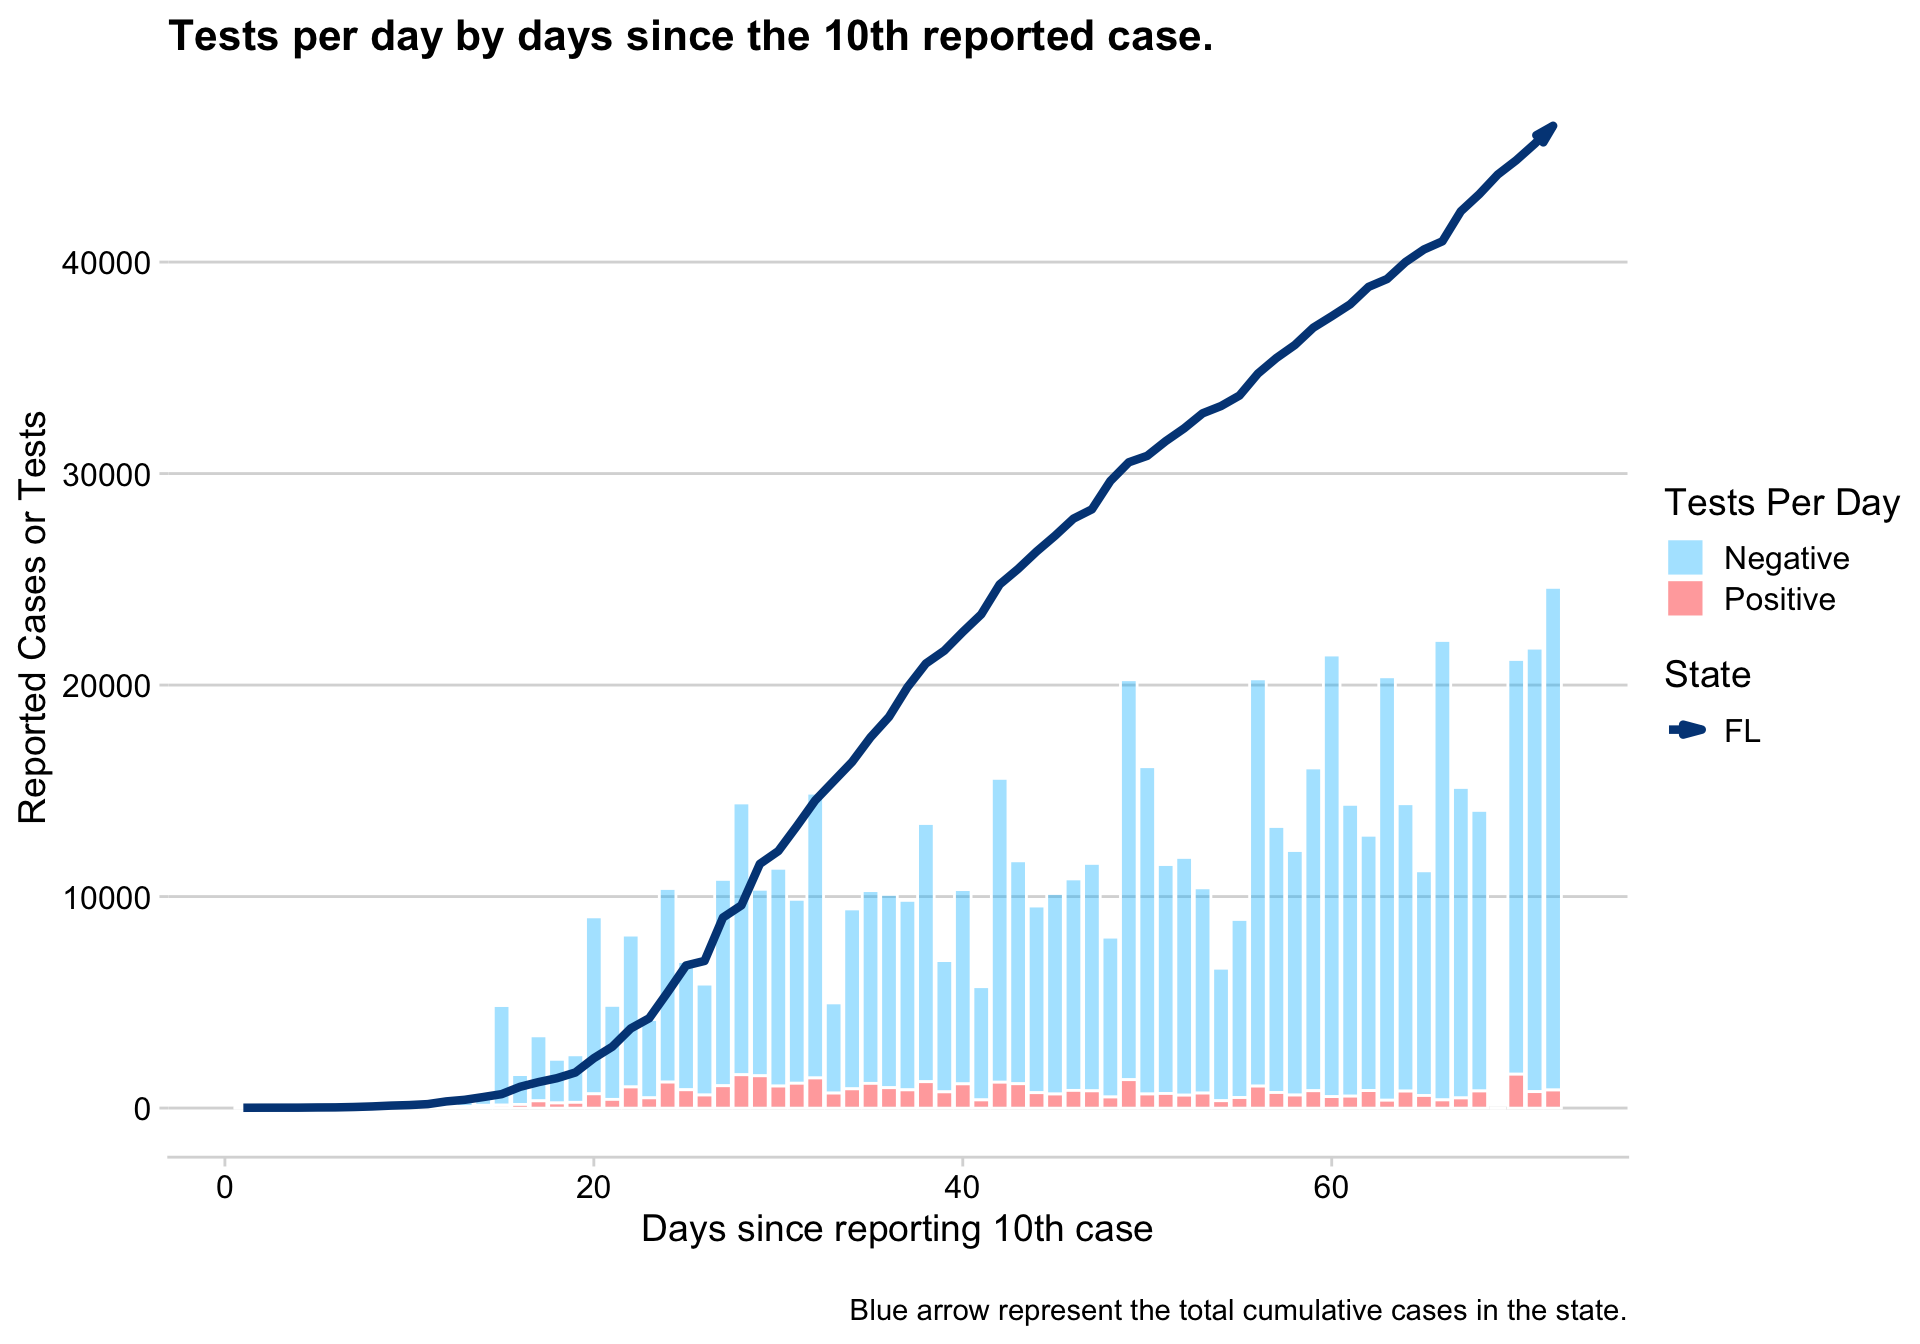 Tests per day by days since the 10th reported case.
Reported Cases or Tests
40000
30000
20000
10000
0
0
20
40
60
Days since reporting 10th case
Tests Per Day
Negative
Positive
State
FL
Blue arrow represent the total cumulative cases in the state.